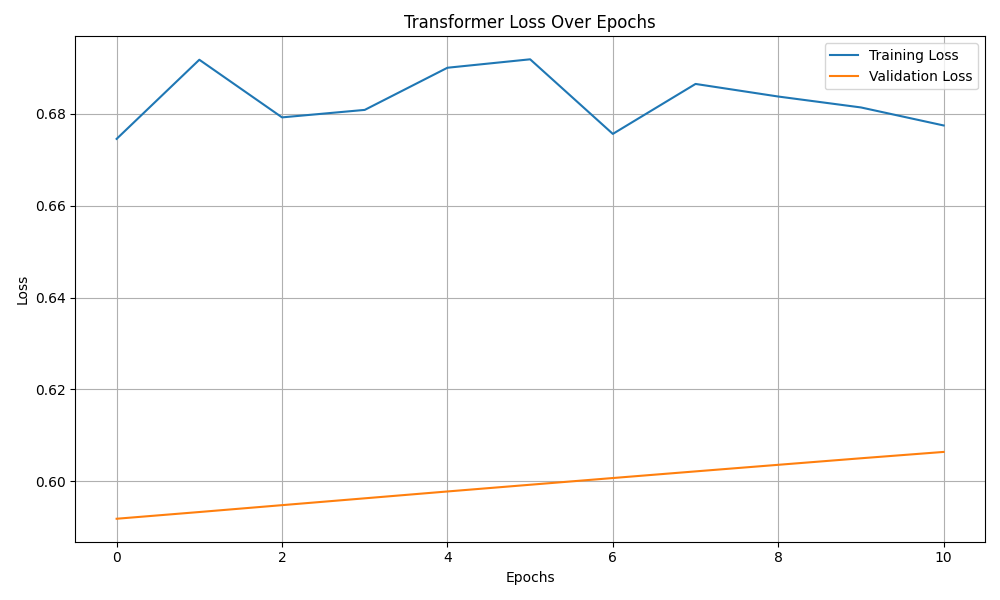 Transformer Loss Over Epochs
Training Loss
Validation Loss
Loss
0.68
0.66
0.64
0.62
0.60
0 2 4 6 8 10
Epochs